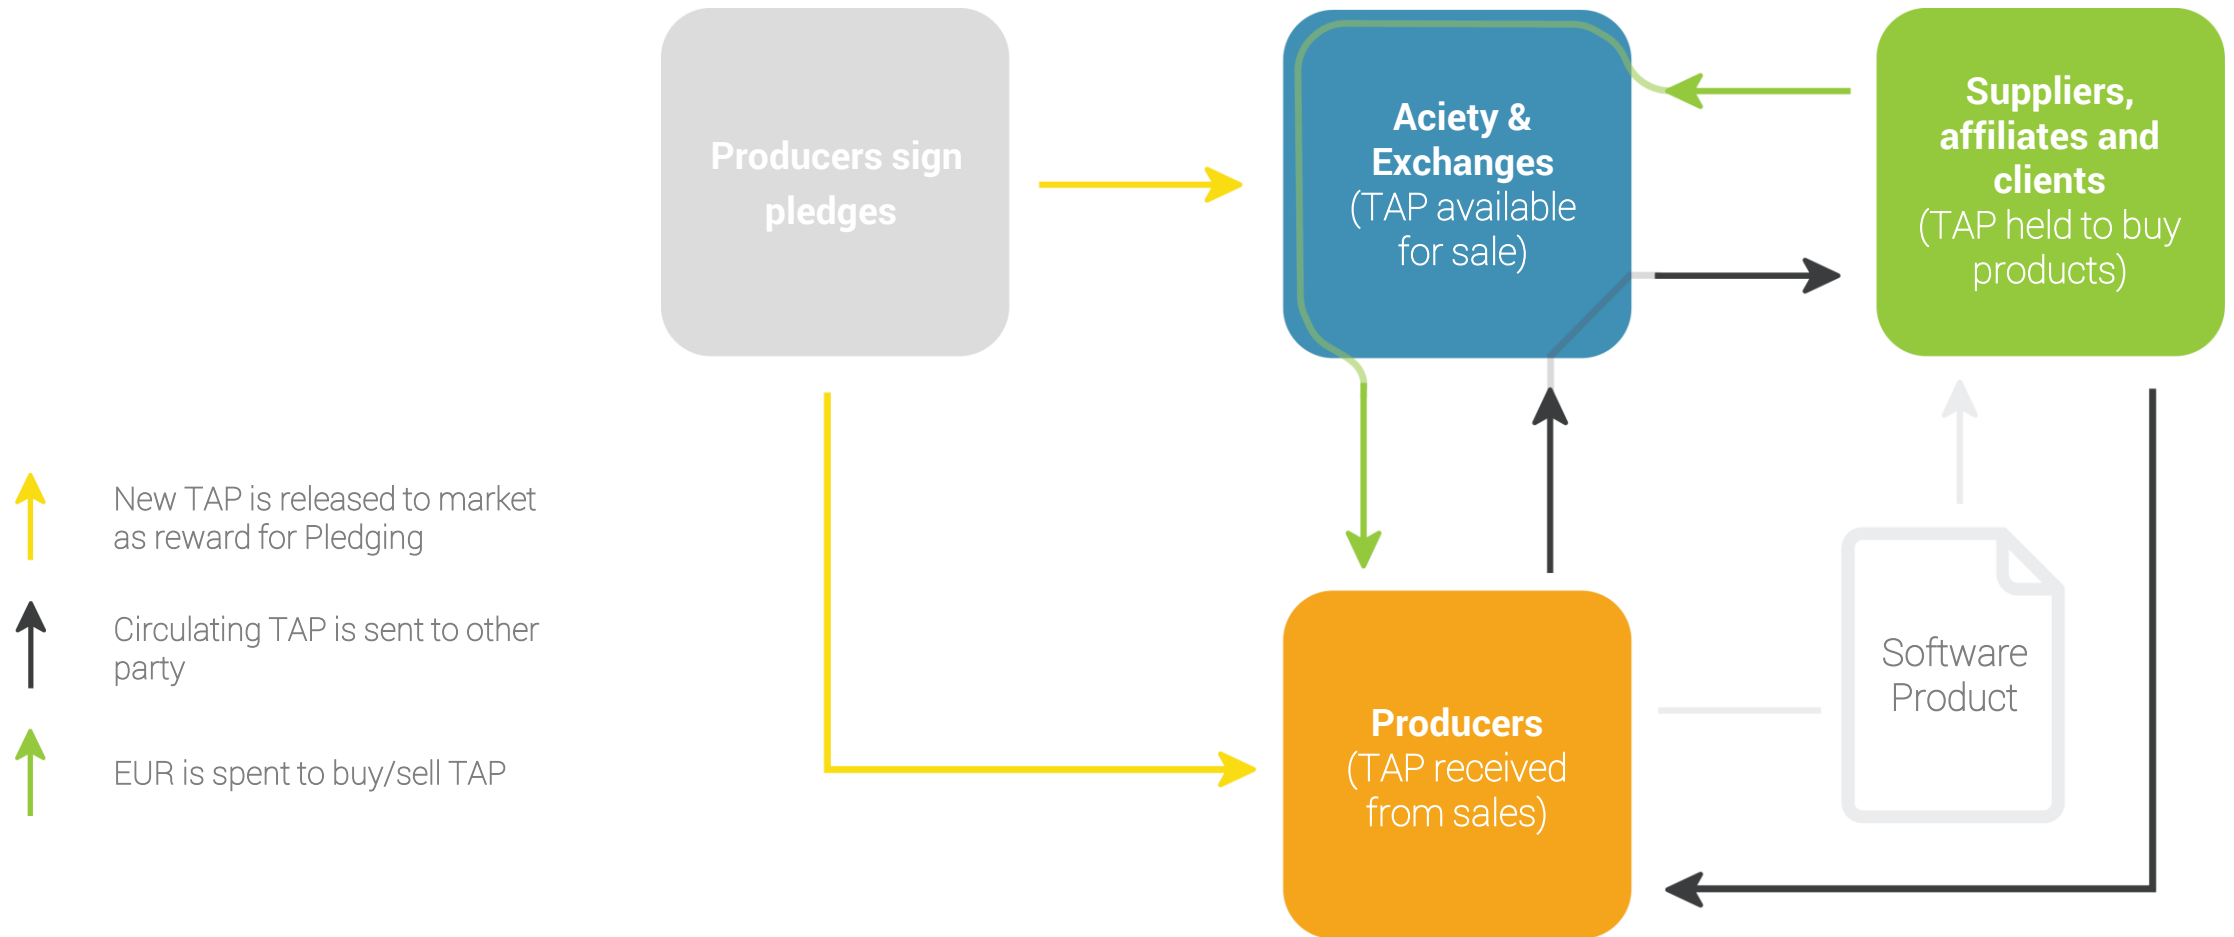 Producers sign
pledges
Aciety &
Exchanges
(TAP available
for sale)
Suppliers,
affiliates and
clients
(TAP held to buy
products)
New TAP is released to market
as reward for Pledging
Circulating TAP is sent to other
party
EUR is spent to buy/sell TAP
Producers
(TAP received
from sales)
Software
Product